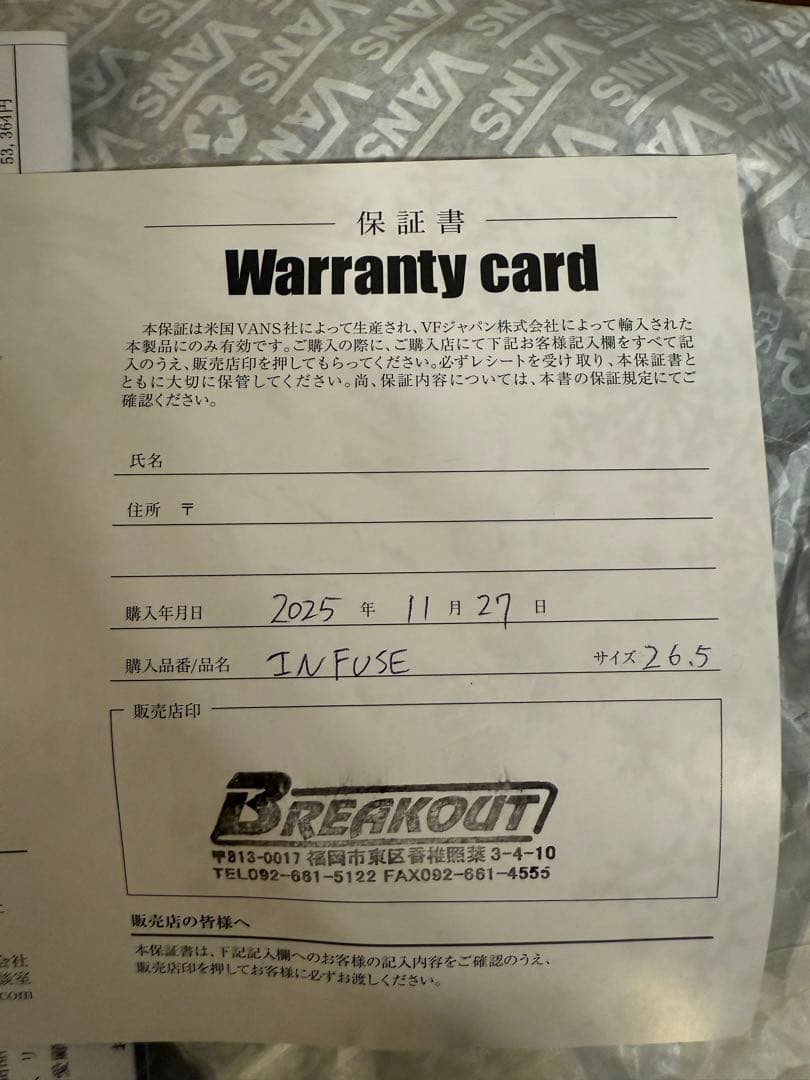 VANS
53,364円
保証書
Warranty card
本保証は米国VANS社によって生産され、VFジャパン株式会社によって輸入された
本製品にのみ有効です。ご購入の際に、ご購入店にて下記お客様記入欄をすべて記
入のうえ、販売店印を押してもらってください。必ずレシートを受け取り、本保証書と
ともに大切に保管してください。尚、保証内容については、本書の保証規定にてご
確認ください。
氏名
住所 〒
購入年月日 2025 年 11 月 27 日
購入品番/品名 INFUSE サイズ 26.5
販売店印
BREAKOUT
〒813-0017 福岡市東区香椎照葉 3-4-10
TEL092-661-5122 FAX092-661-4555
販売店の皆様へ
本保証書は、下記記入欄へのお客様の記入内容をご確認のうえ、
販売店印を押してお客様に必ずお渡しください。